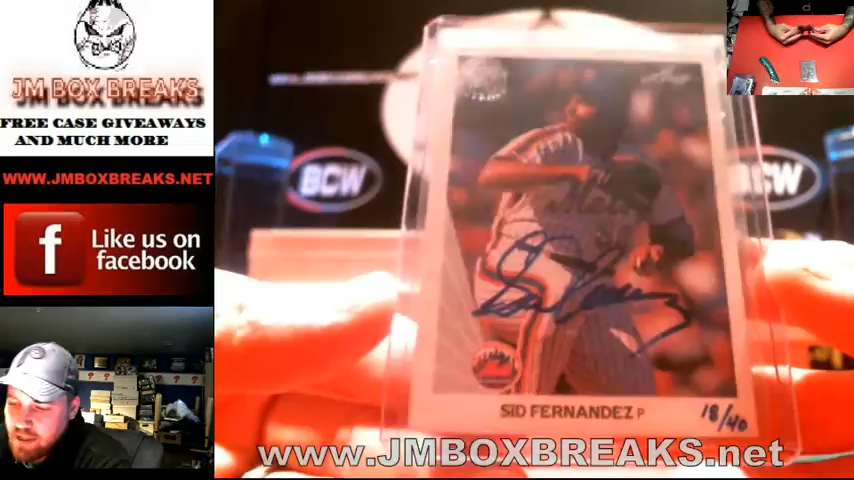 JM BOX BREAKS
FREE CASE GIVEAWAYS
AND MUCH MORE
WWW.JMBOXBREAKS.NET
f Like us on
facebook
BCW
BCW
Leaf
SID FERNANDEZ P
18/40
www.JMBOXBREAKS.net